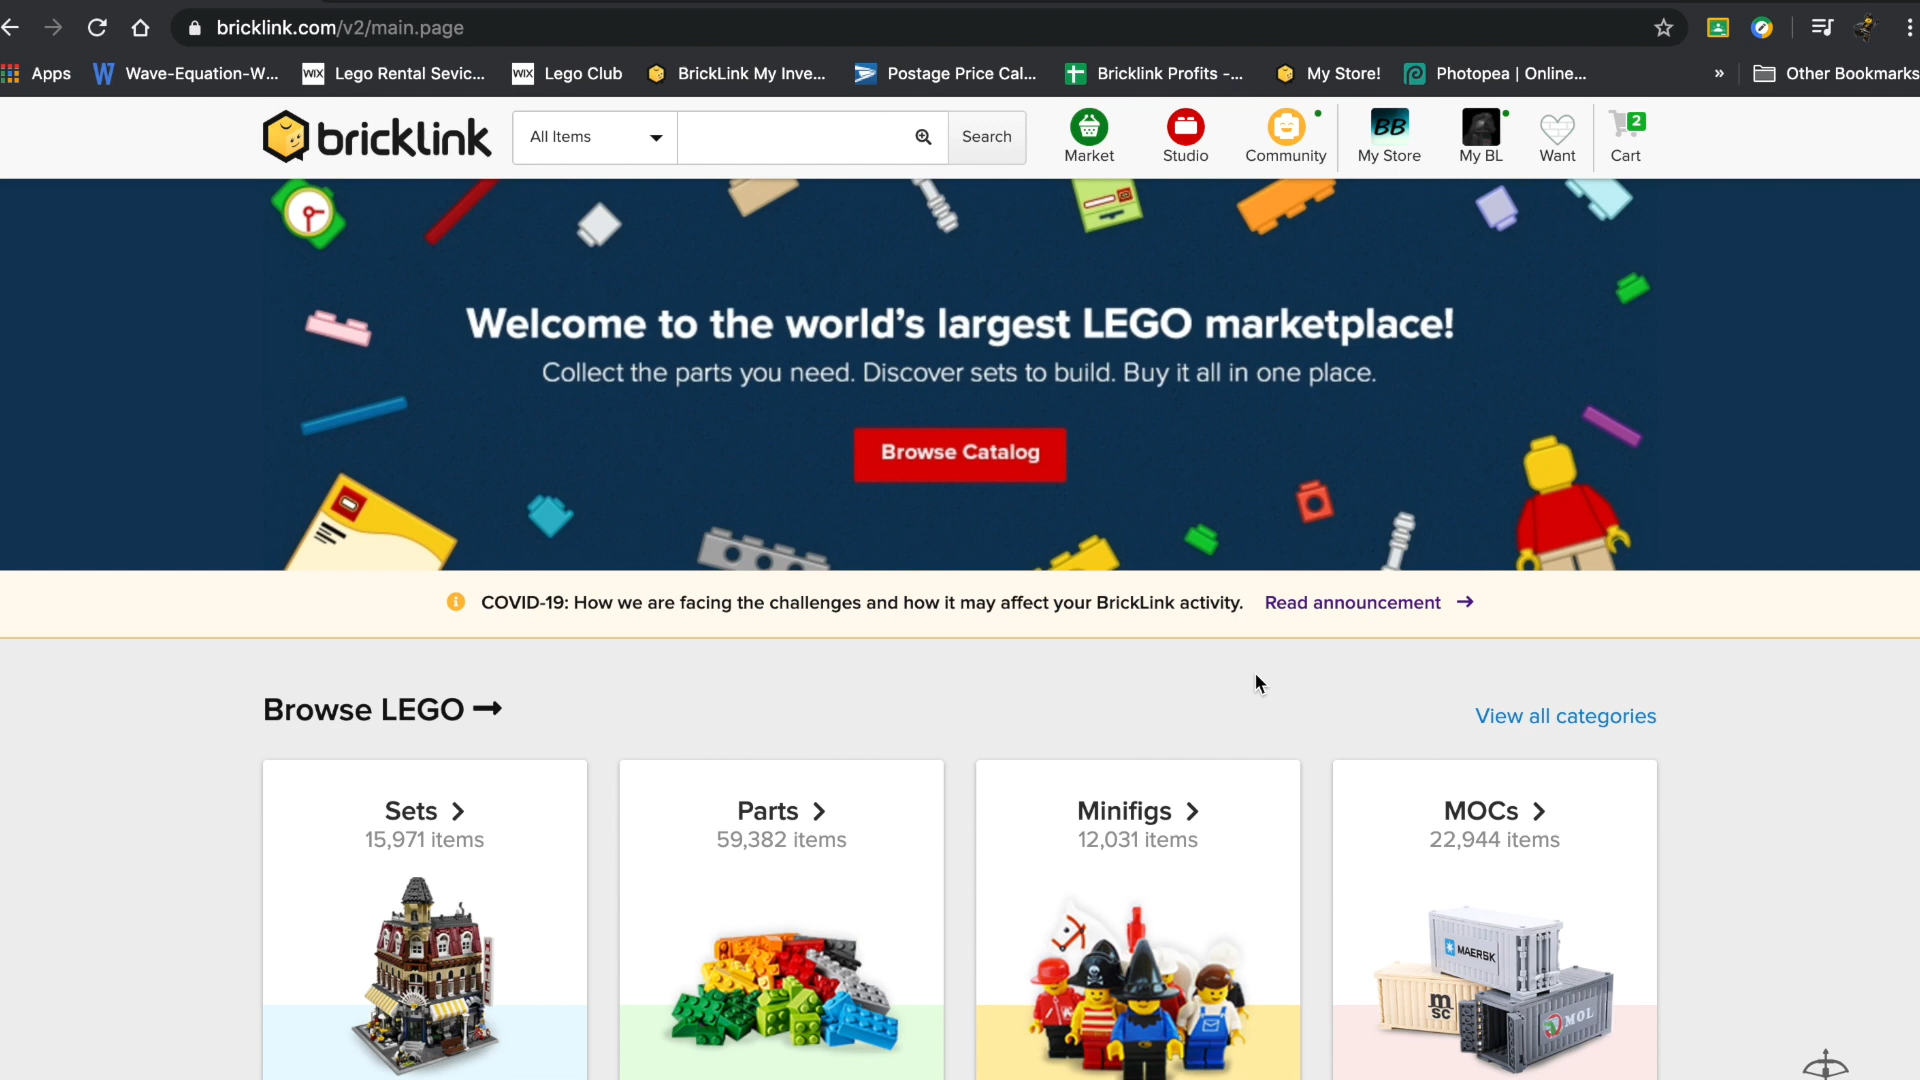 bricklink.com/v2/main.page
Apps Wave-Equation-W... Lego Rental Sevic... Lego Club BrickLink My Inve... Postage Price Cal... Bricklink Profits -... My Store! Photopea | Online... » Other Bookmarks
bricklink All Items Search Market Studio Community My Store My BL Want Cart
BB 2
Welcome to the world's largest LEGO marketplace!
Collect the parts you need. Discover sets to build. Buy it all in one place.
Browse Catalog
COVID-19: How we are facing the challenges and how it may affect your BrickLink activity. Read announcement →
Browse LEGO →
View all categories
Sets > Parts > Minifigs > MOCs >
15,971 items 59,382 items 12,031 items 22,944 items
MAERSK
m
sc
MOL